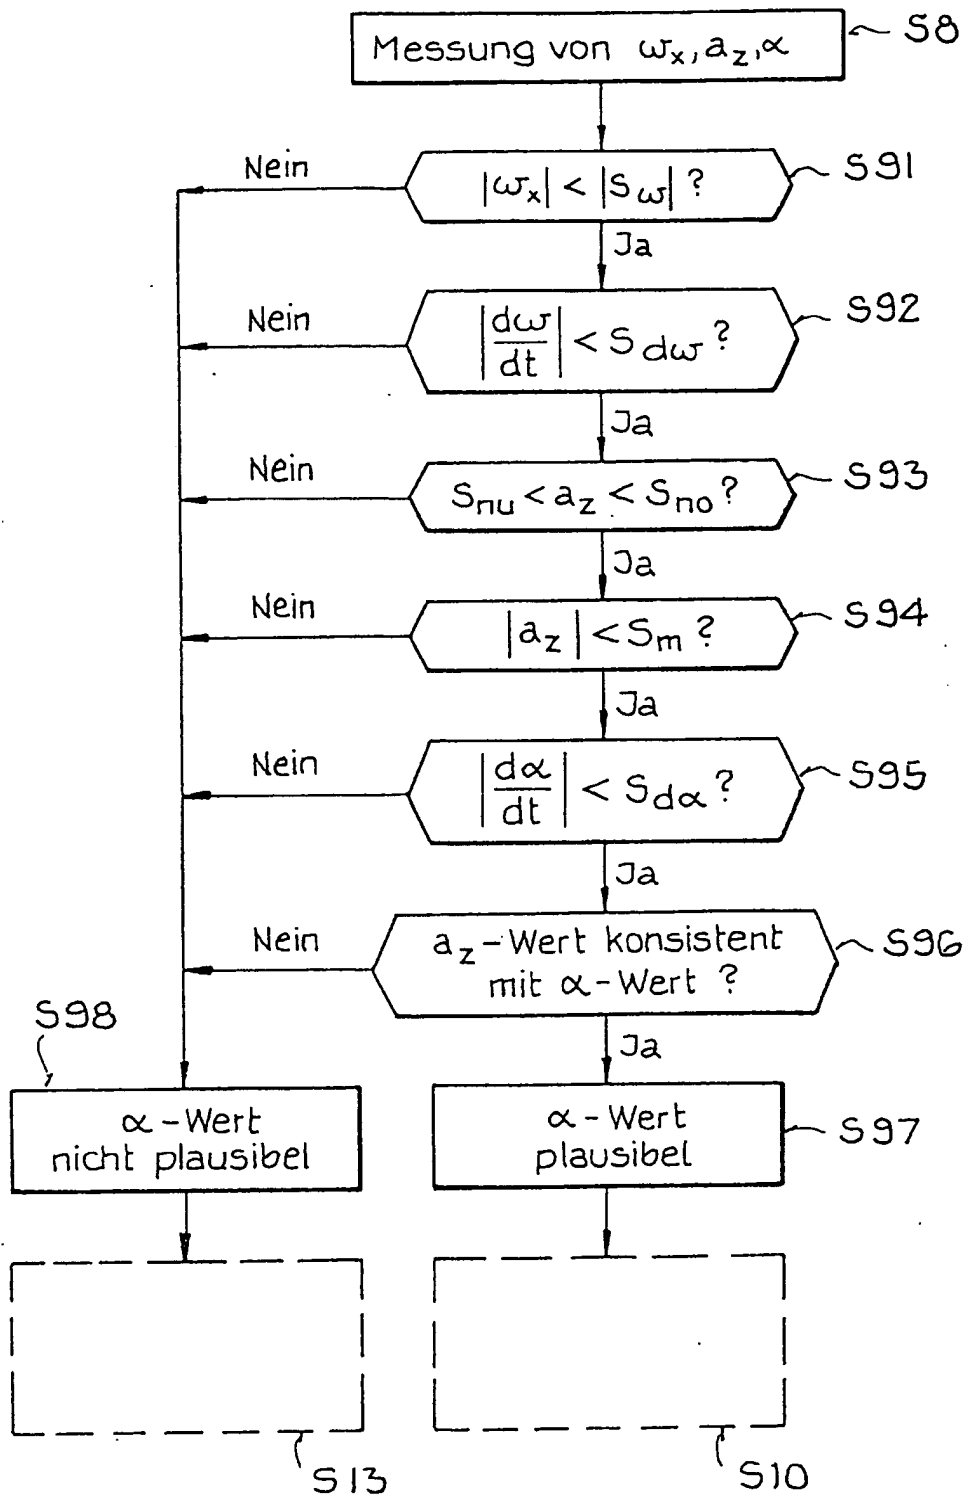 Messung von ωx, az, α
S8
Nein
|ωx| < |Sω| ?
S91
Ja
Nein
|dω/dt| < Sdω ?
S92
Ja
Nein
Snu < az < Sno ?
S93
Ja
Nein
|az| < Sm ?
S94
Ja
Nein
|dα/dt| < Sdα ?
S95
Ja
Nein
az-Wert konsistent
mit α-Wert ?
S96
Ja
S98
α-Wert
nicht plausibel
α-Wert
plausibel
S97
S13
S10